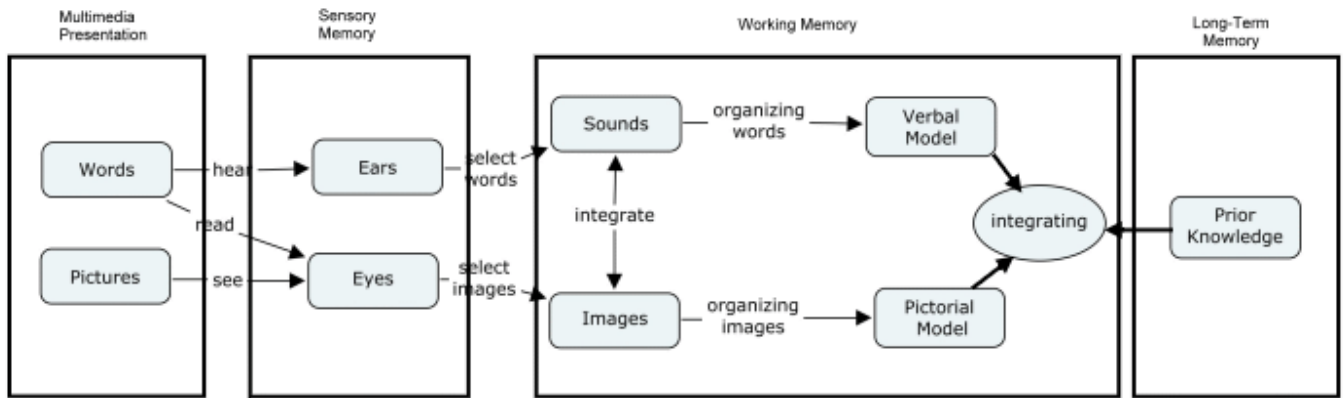 Multimedia
Presentation
Sensory
Memory
Working Memory
Long-Term
Memory
Words
hear
read
Pictures
see
Ears
Eyes
select
words
select
images
Sounds
integrate
Images
organizing
words
organizing
images
Verbal
Model
Pictorial
Model
integrating
Prior
Knowledge